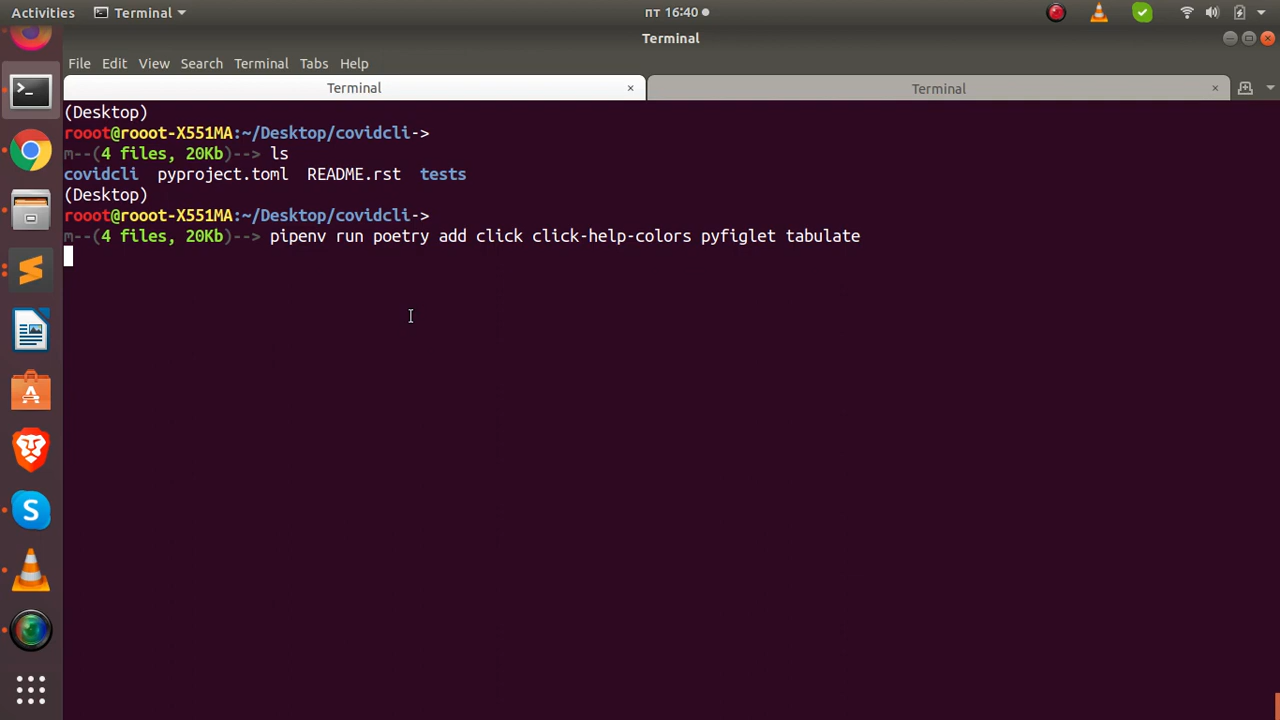 Activities Terminal пт 16:40
Terminal
File Edit View Search Terminal Tabs Help
Terminal × Terminal ×
(Desktop)
rooot@rooot-X551MA:~/Desktop/covidcli->
m--(4 files, 20Kb)--> ls
covidcli pyproject.toml README.rst tests
(Desktop)
rooot@rooot-X551MA:~/Desktop/covidcli->
m--(4 files, 20Kb)--> pipenv run poetry add click click-help-colors pyfiglet tabulate